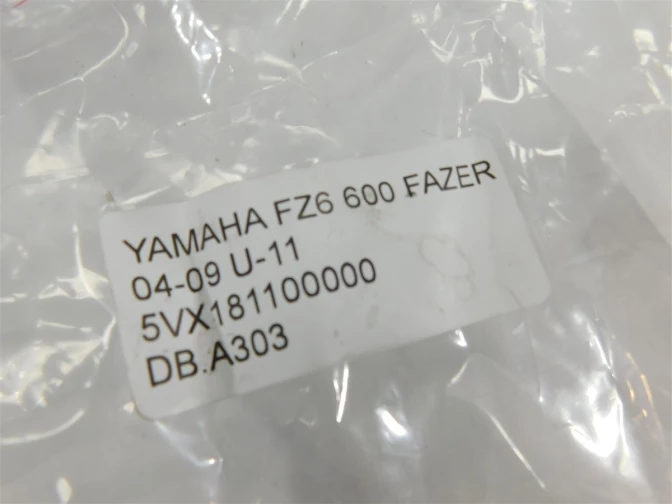 YAMAHA FZ6 600 FAZER
04-09 U-11
5VX181100000
DB.A303